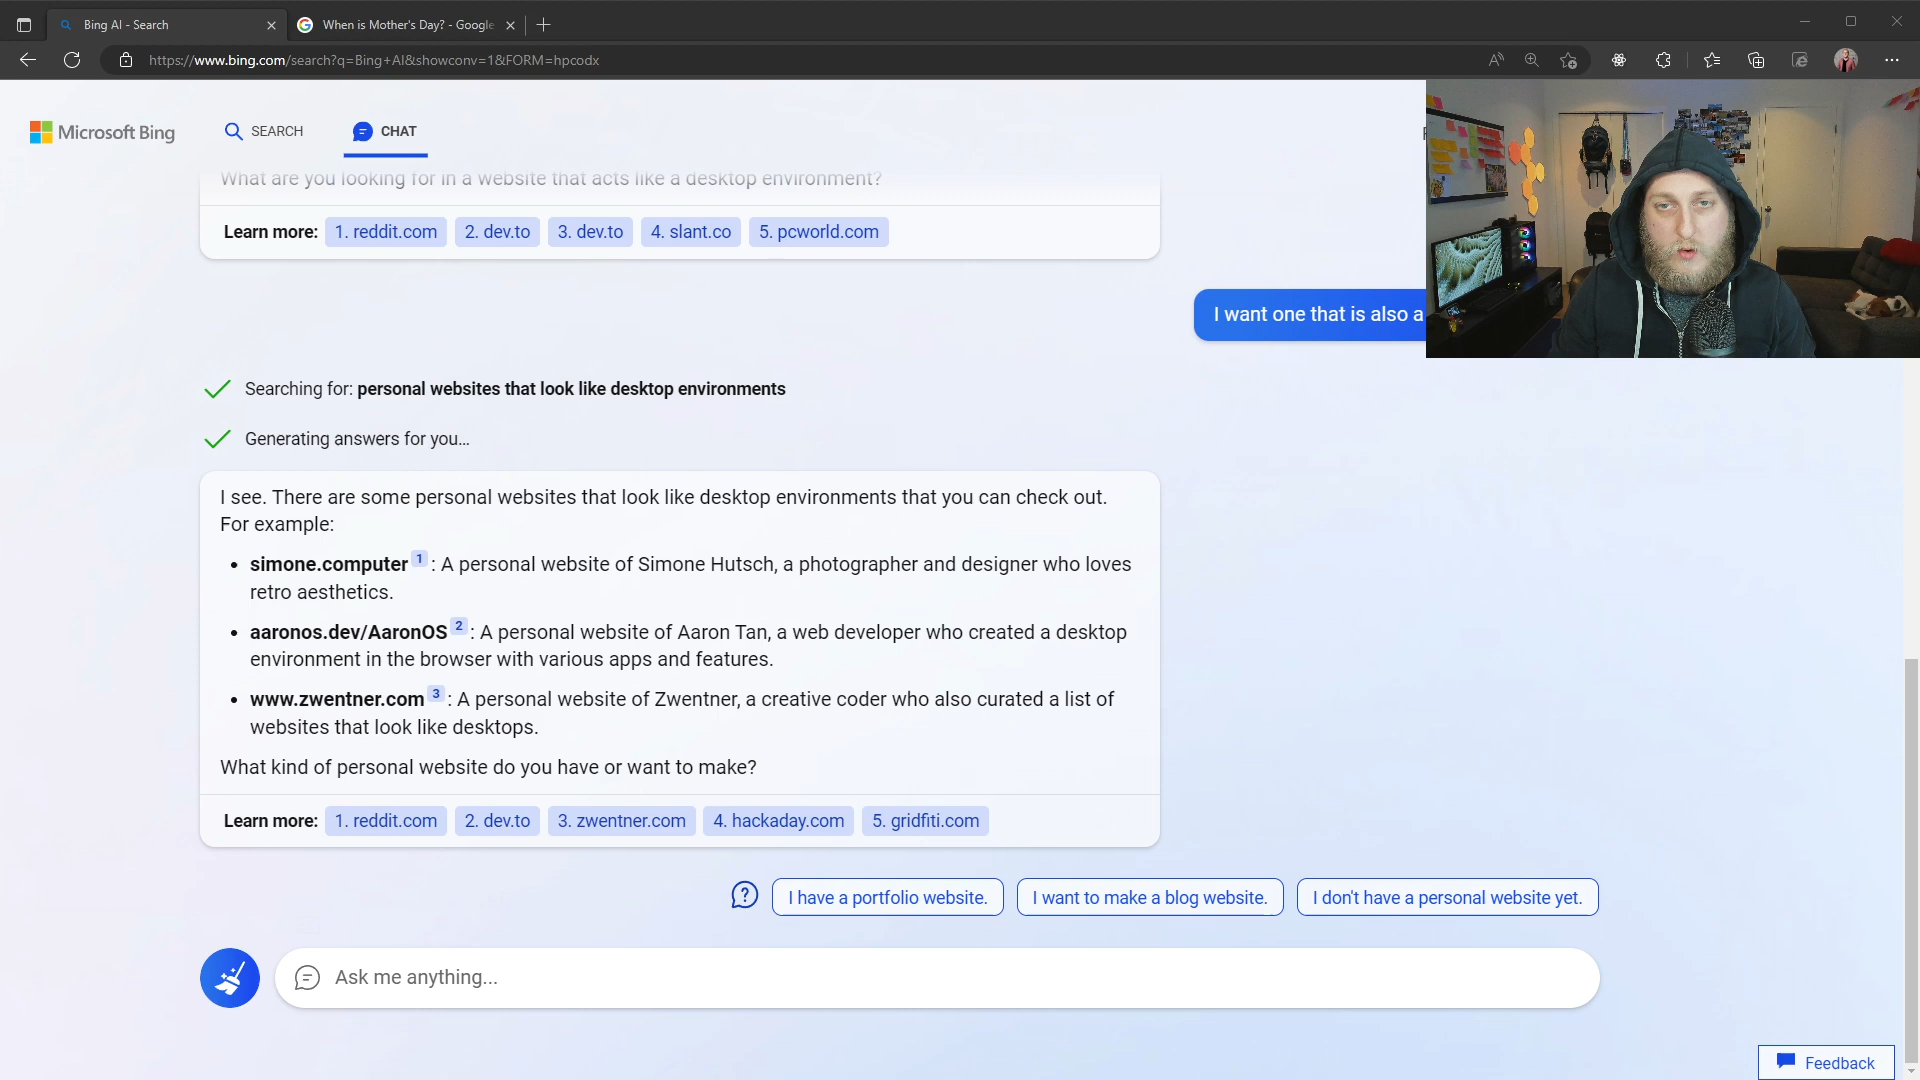 Bing AI - Search
When is Mother's Day? - Google
https://www.bing.com/search?q=Bing+AI&showconv=1&FORM=hpcodx
Microsoft Bing
SEARCH
CHAT
What are you looking for in a website that acts like a desktop environment?
Learn more: 1. reddit.com 2. dev.to 3. dev.to 4. slant.co 5. pcworld.com
I want one that is also a
Searching for: personal websites that look like desktop environments
Generating answers for you...
I see. There are some personal websites that look like desktop environments that you can check out.
For example:
• simone.computer 1 : A personal website of Simone Hutsch, a photographer and designer who loves
retro aesthetics.
• aaronos.dev/AaronOS 2 : A personal website of Aaron Tan, a web developer who created a desktop
environment in the browser with various apps and features.
• www.zwentner.com 3 : A personal website of Zwentner, a creative coder who also curated a list of
websites that look like desktops.
What kind of personal website do you have or want to make?
Learn more: 1. reddit.com 2. dev.to 3. zwentner.com 4. hackaday.com 5. gridfiti.com
I have a portfolio website.
I want to make a blog website.
I don't have a personal website yet.
Ask me anything...
Feedback